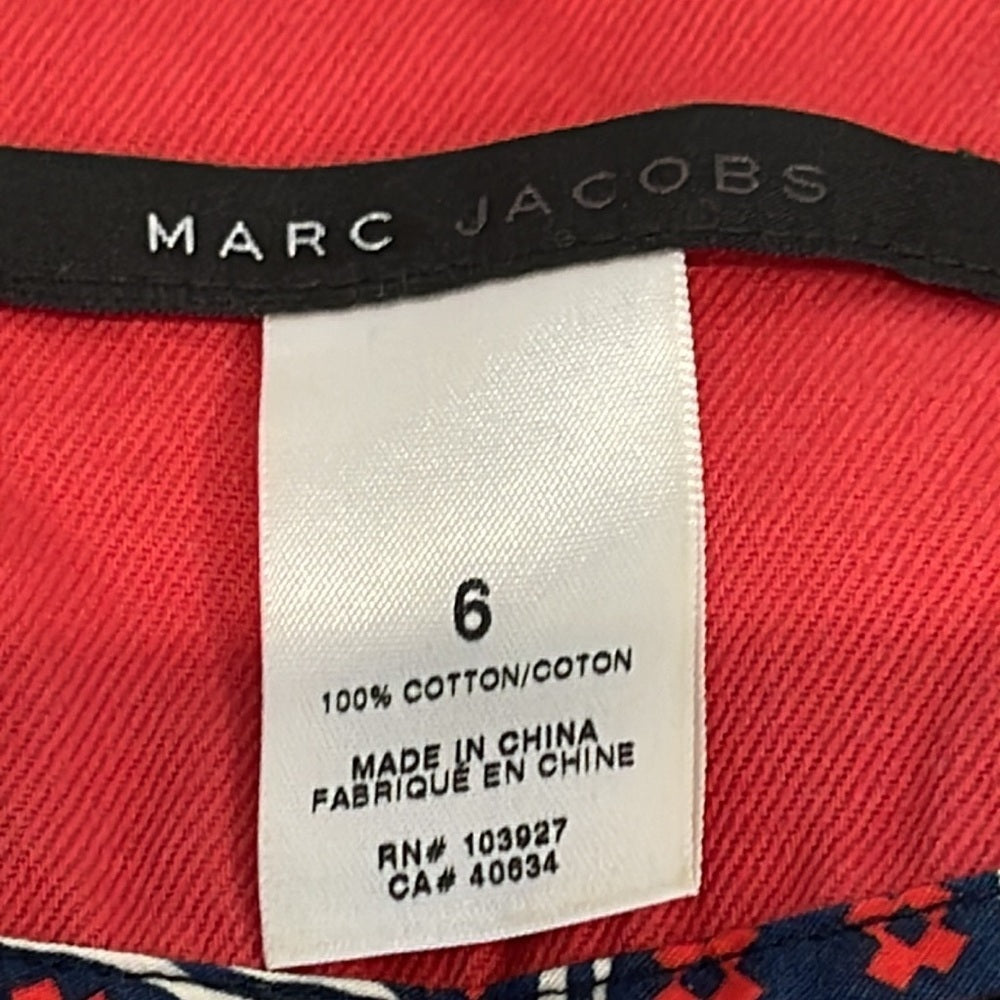 MARC JACOBS
6
100% COTTON/COTON
MADE IN CHINA
FABRIQUÉ EN CHINE
RN# 103927
CA# 40634